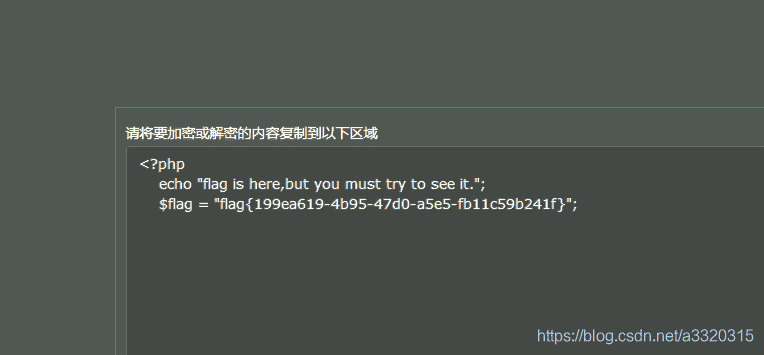 请将要加密或解密的内容复制到以下区域
<?php
echo "flag is here,but you must try to see it.";
$flag = "flag{199ea619-4b95-47d0-a5e5-fb11c59b241f}";
https://blog.csdn.net/a3320315